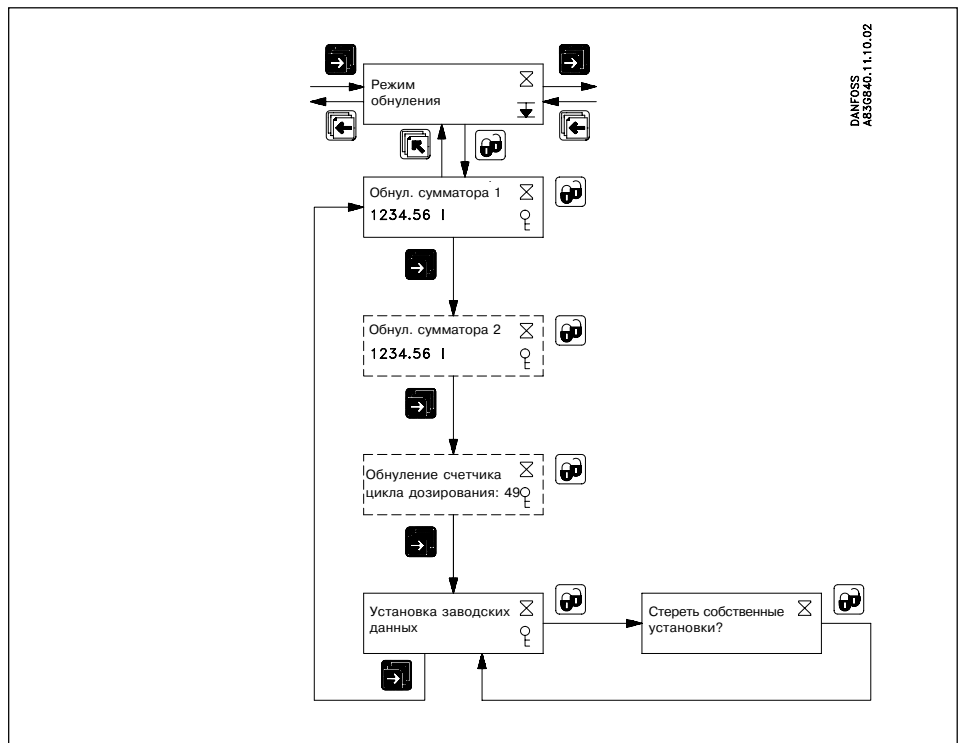 DANFOSS
A83G840.11.10.02
Режим
обнуления
Обнул. сумматора 1
1234.56 l
Обнул. сумматора 2
1234.56 l
Обнуление счетчика
цикла дозирования: 49
Установка заводских
данных
Стереть собственные
установки?